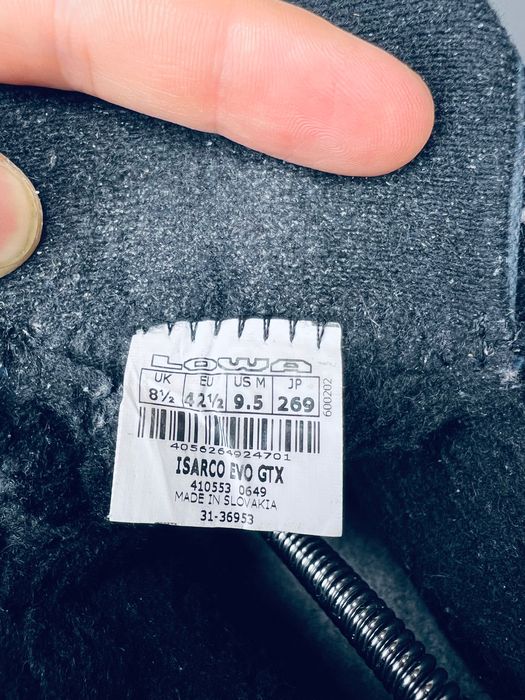 LOWA
UK EU US M JP
8½ 42½ 9.5 269
600202
4056264924701
ISARCO EVO GTX
410553 0649
MADE IN SLOVAKIA
31-36953